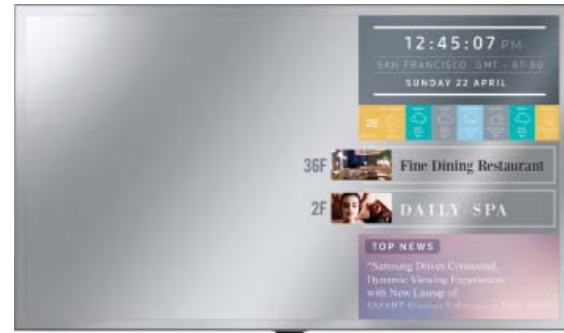 12:45:07 PM
SAN FRANCISCO GMT - 07:00
SUNDAY 22 APRIL
36F Fine Dining Restaurant
2F DAILY SPA
TOP NEWS
"Samsung Drives Connected,
Dynamic Viewing Experiences
with New Lineup of